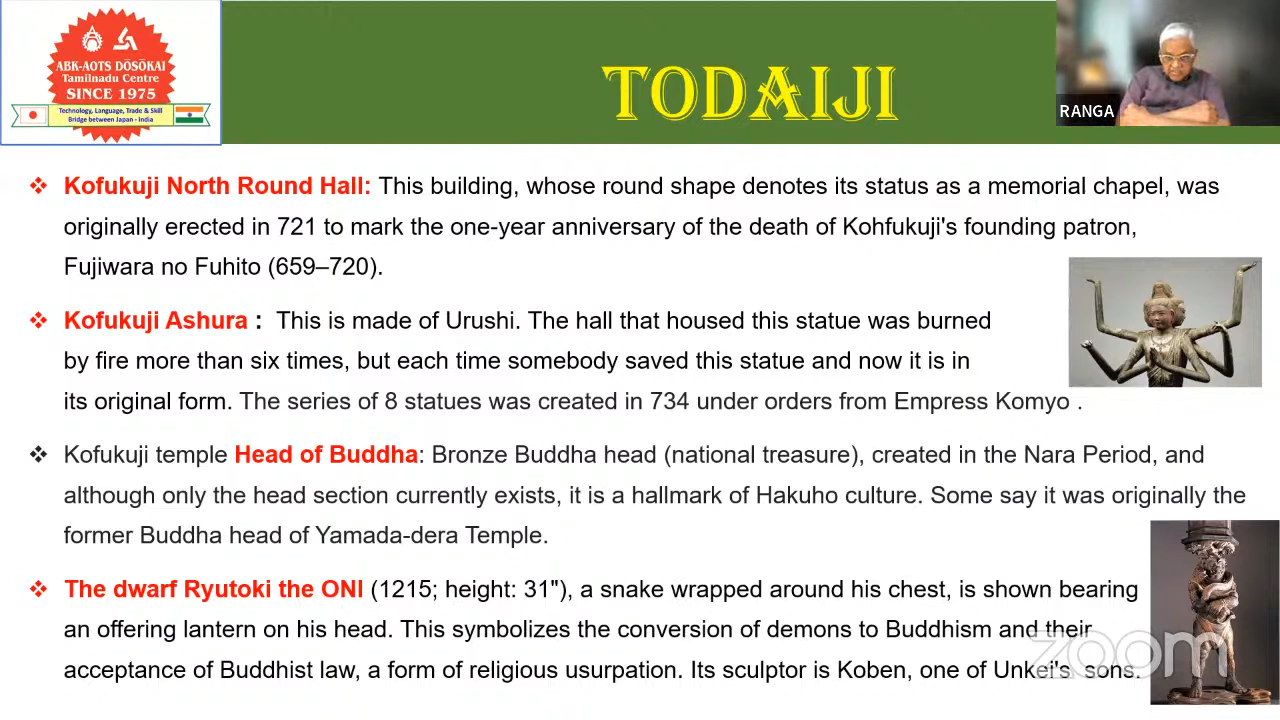 ABK-AOTS DŌSŌKAI
Tamilnadu Centre
SINCE 1975
Technology, Language, Trade & Skill
Bridge between Japan - India
TODAIJI
RANGA
Kofukuji North Round Hall: This building, whose round shape denotes its status as a memorial chapel, was
originally erected in 721 to mark the one-year anniversary of the death of Kohfukuji's founding patron,
Fujiwara no Fuhito (659–720).
Kofukuji Ashura : This is made of Urushi. The hall that housed this statue was burned
by fire more than six times, but each time somebody saved this statue and now it is in
its original form. The series of 8 statues was created in 734 under orders from Empress Komyo .
Kofukuji temple Head of Buddha: Bronze Buddha head (national treasure), created in the Nara Period, and
although only the head section currently exists, it is a hallmark of Hakuho culture. Some say it was originally the
former Buddha head of Yamada-dera Temple.
The dwarf Ryutoki the ONI (1215; height: 31"), a snake wrapped around his chest, is shown bearing
an offering lantern on his head. This symbolizes the conversion of demons to Buddhism and their
acceptance of Buddhist law, a form of religious usurpation. Its sculptor is Koben, one of Unkei's sons.
zoom